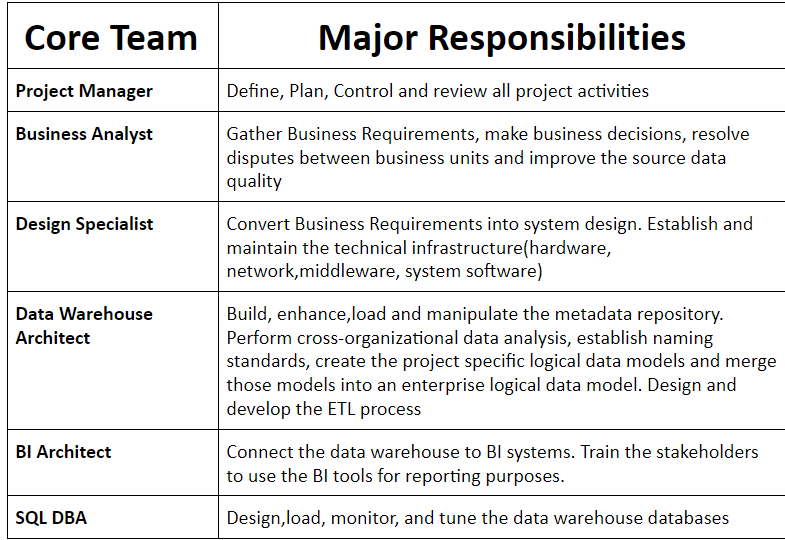 Core Team Major Responsibilities
Project Manager Define, Plan, Control and review all project activities
Business Analyst Gather Business Requirements, make business decisions, resolve
disputes between business units and improve the source data
quality
Design Specialist Convert Business Requirements into system design. Establish and
maintain the technical infrastructure(hardware,
network,middleware, system software)
Data Warehouse Build, enhance,load and manipulate the metadata repository.
Architect Perform cross-organizational data analysis, establish naming
standards, create the project specific logical data models and merge
those models into an enterprise logical data model. Design and
develop the ETL process
BI Architect Connect the data warehouse to BI systems. Train the stakeholders
to use the BI tools for reporting purposes.
SQL DBA Design,load, monitor, and tune the data warehouse databases